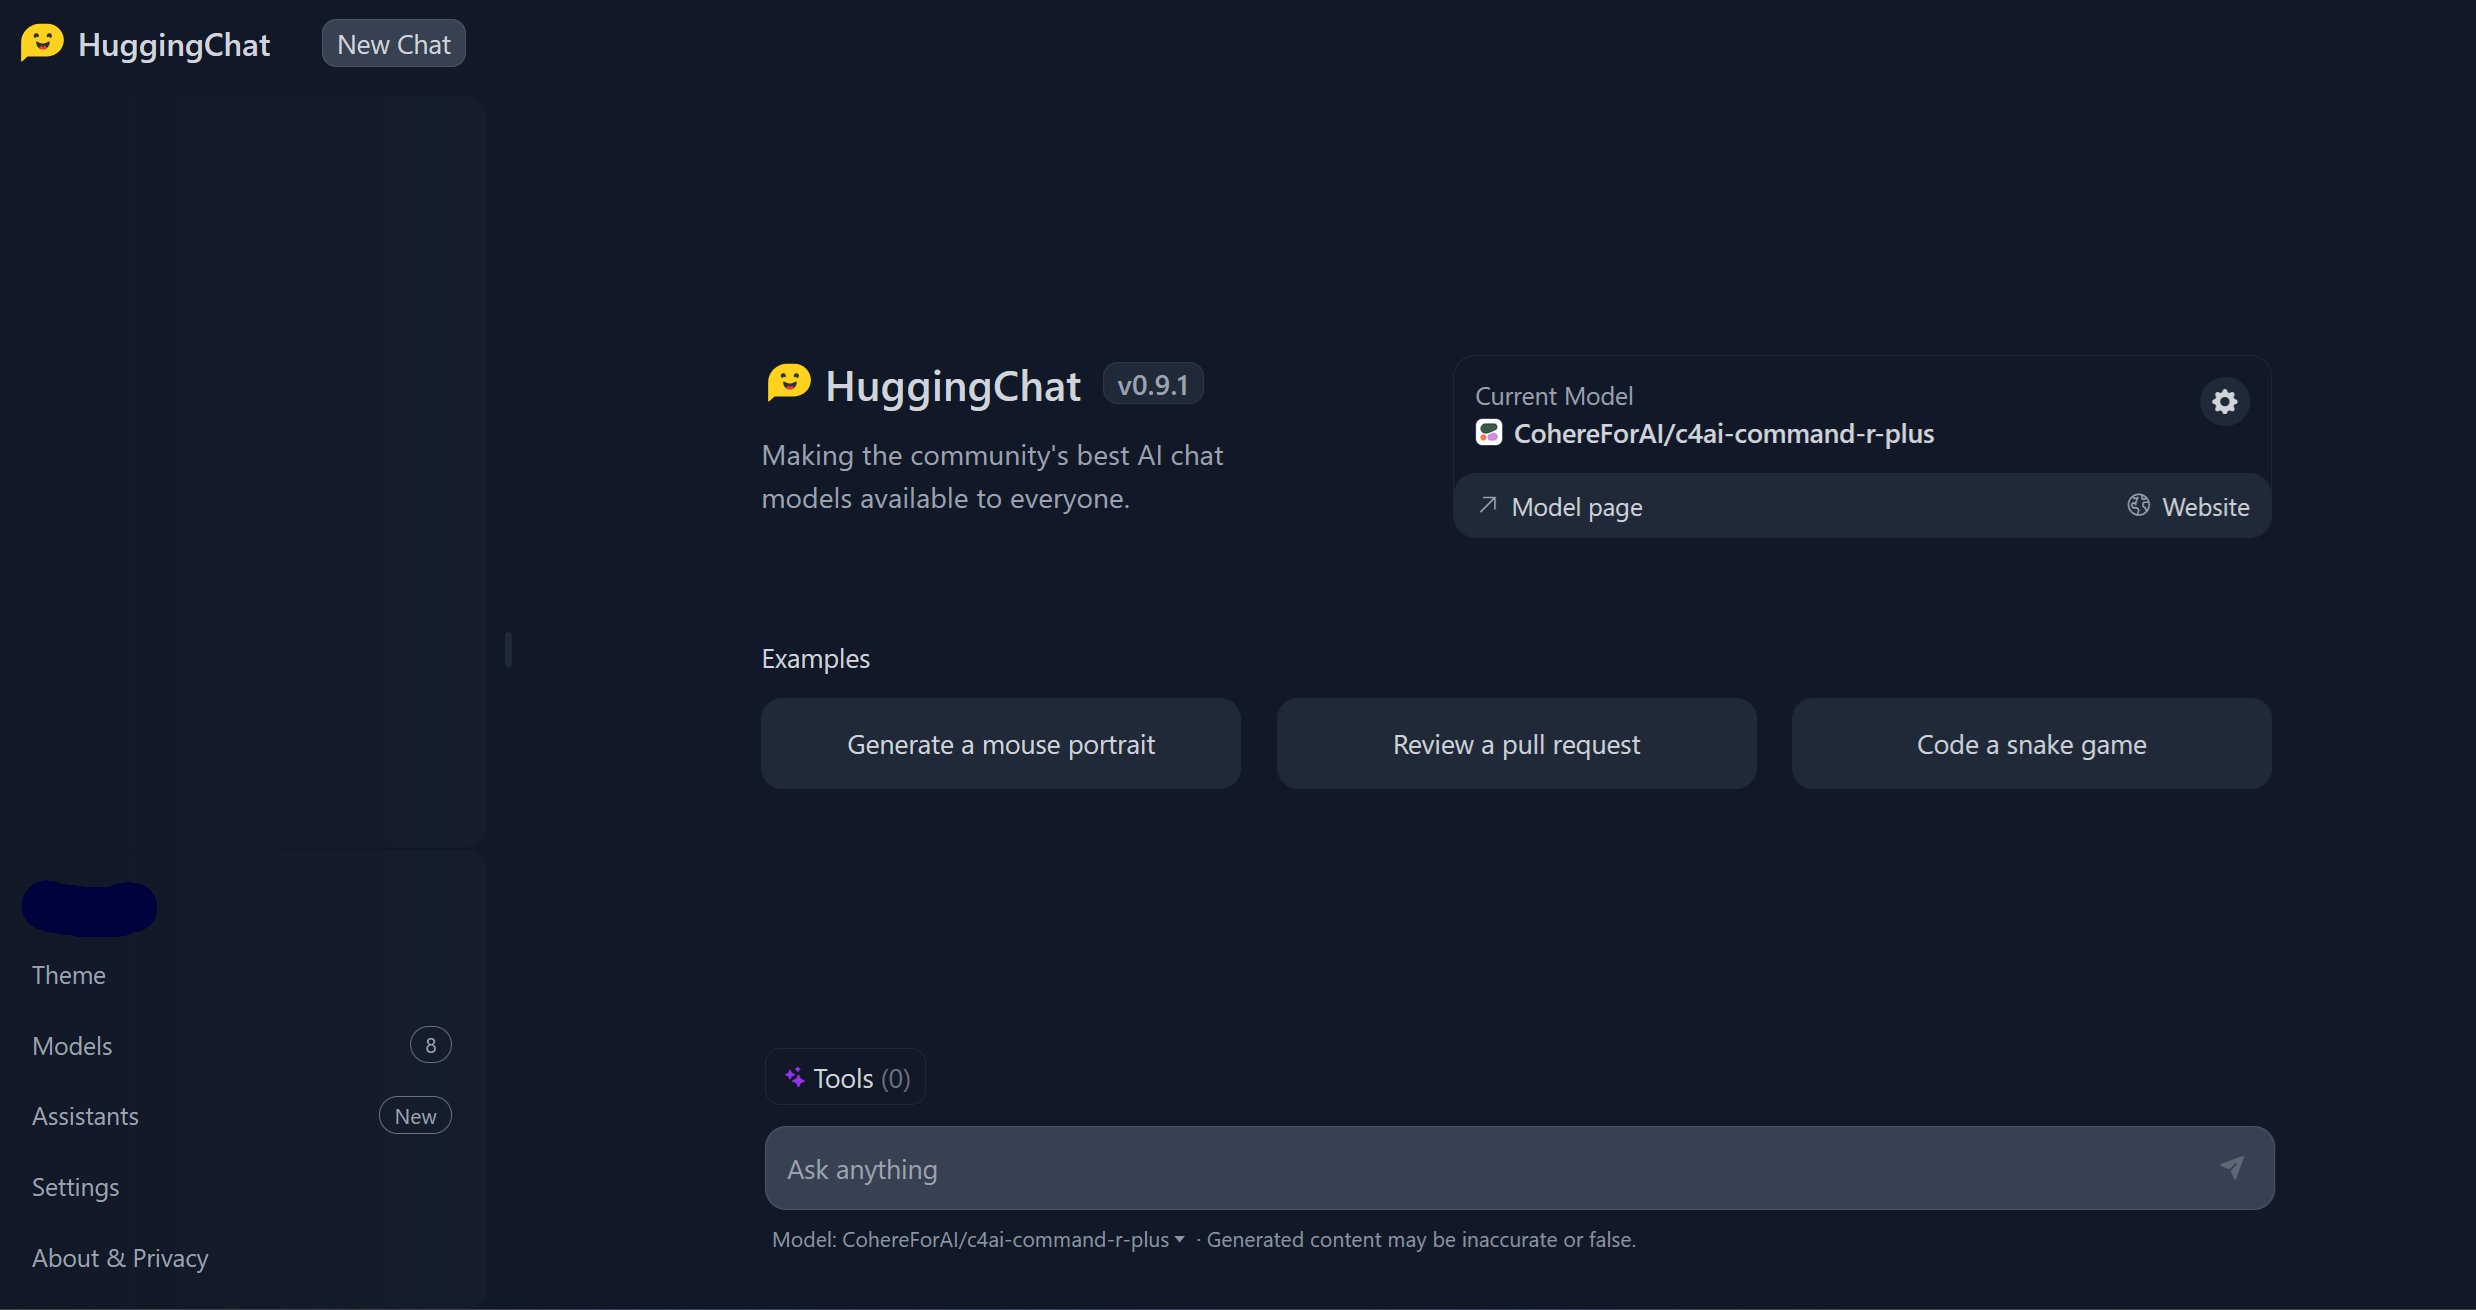 HuggingChat
New Chat
HuggingChat v0.9.1
Making the community's best AI chat
models available to everyone.
Current Model
CohereForAI/c4ai-command-r-plus
Model page
Website
Examples
Generate a mouse portrait
Review a pull request
Code a snake game
Theme
Models 8
Assistants New
Settings
About & Privacy
Tools (0)
Ask anything
Model: CohereForAI/c4ai-command-r-plus · Generated content may be inaccurate or false.